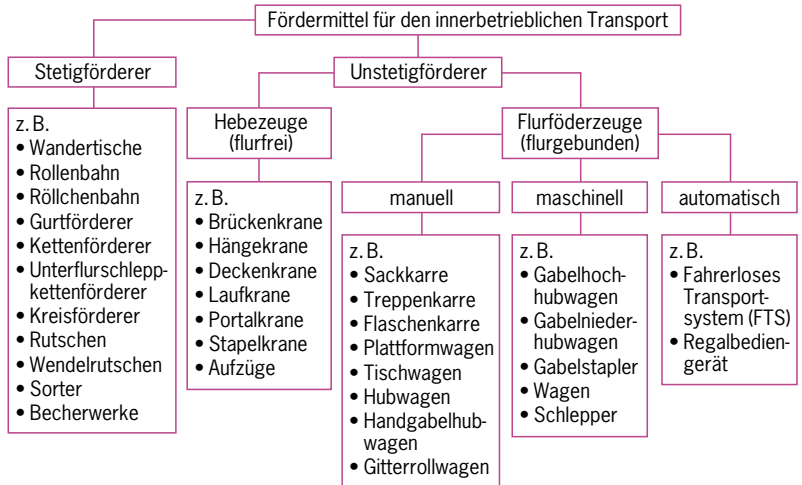 Fördermittel für den innerbetrieblichen Transport
Stetigförderer
z. B.
• Wandertische
• Rollenbahn
• Röllchenbahn
• Gurtförderer
• Kettenförderer
• Unterflurschlepp-
kettenförderer
• Kreisförderer
• Rutschen
• Wendelrutschen
• Sorter
• Becherwerke
Unstetigförderer
Hebezeuge
(flurfrei)
z. B.
• Brückenkrane
• Hängekrane
• Deckenkrane
• Laufkrane
• Portalkrane
• Stapelkrane
• Aufzüge
Flurföderzeuge
(flurgebunden)
manuell
z. B.
• Sackkarre
• Treppenkarre
• Flaschenkarre
• Plattformwagen
• Tischwagen
• Hubwagen
• Handgabelhub-
wagen
• Gitterrollwagen
maschinell
z. B.
• Gabelhoch-
hubwagen
• Gabelnieder-
hubwagen
• Gabelstapler
• Wagen
• Schlepper
automatisch
z. B.
• Fahrerloses
Transport-
system (FTS)
• Regalbedien-
gerät